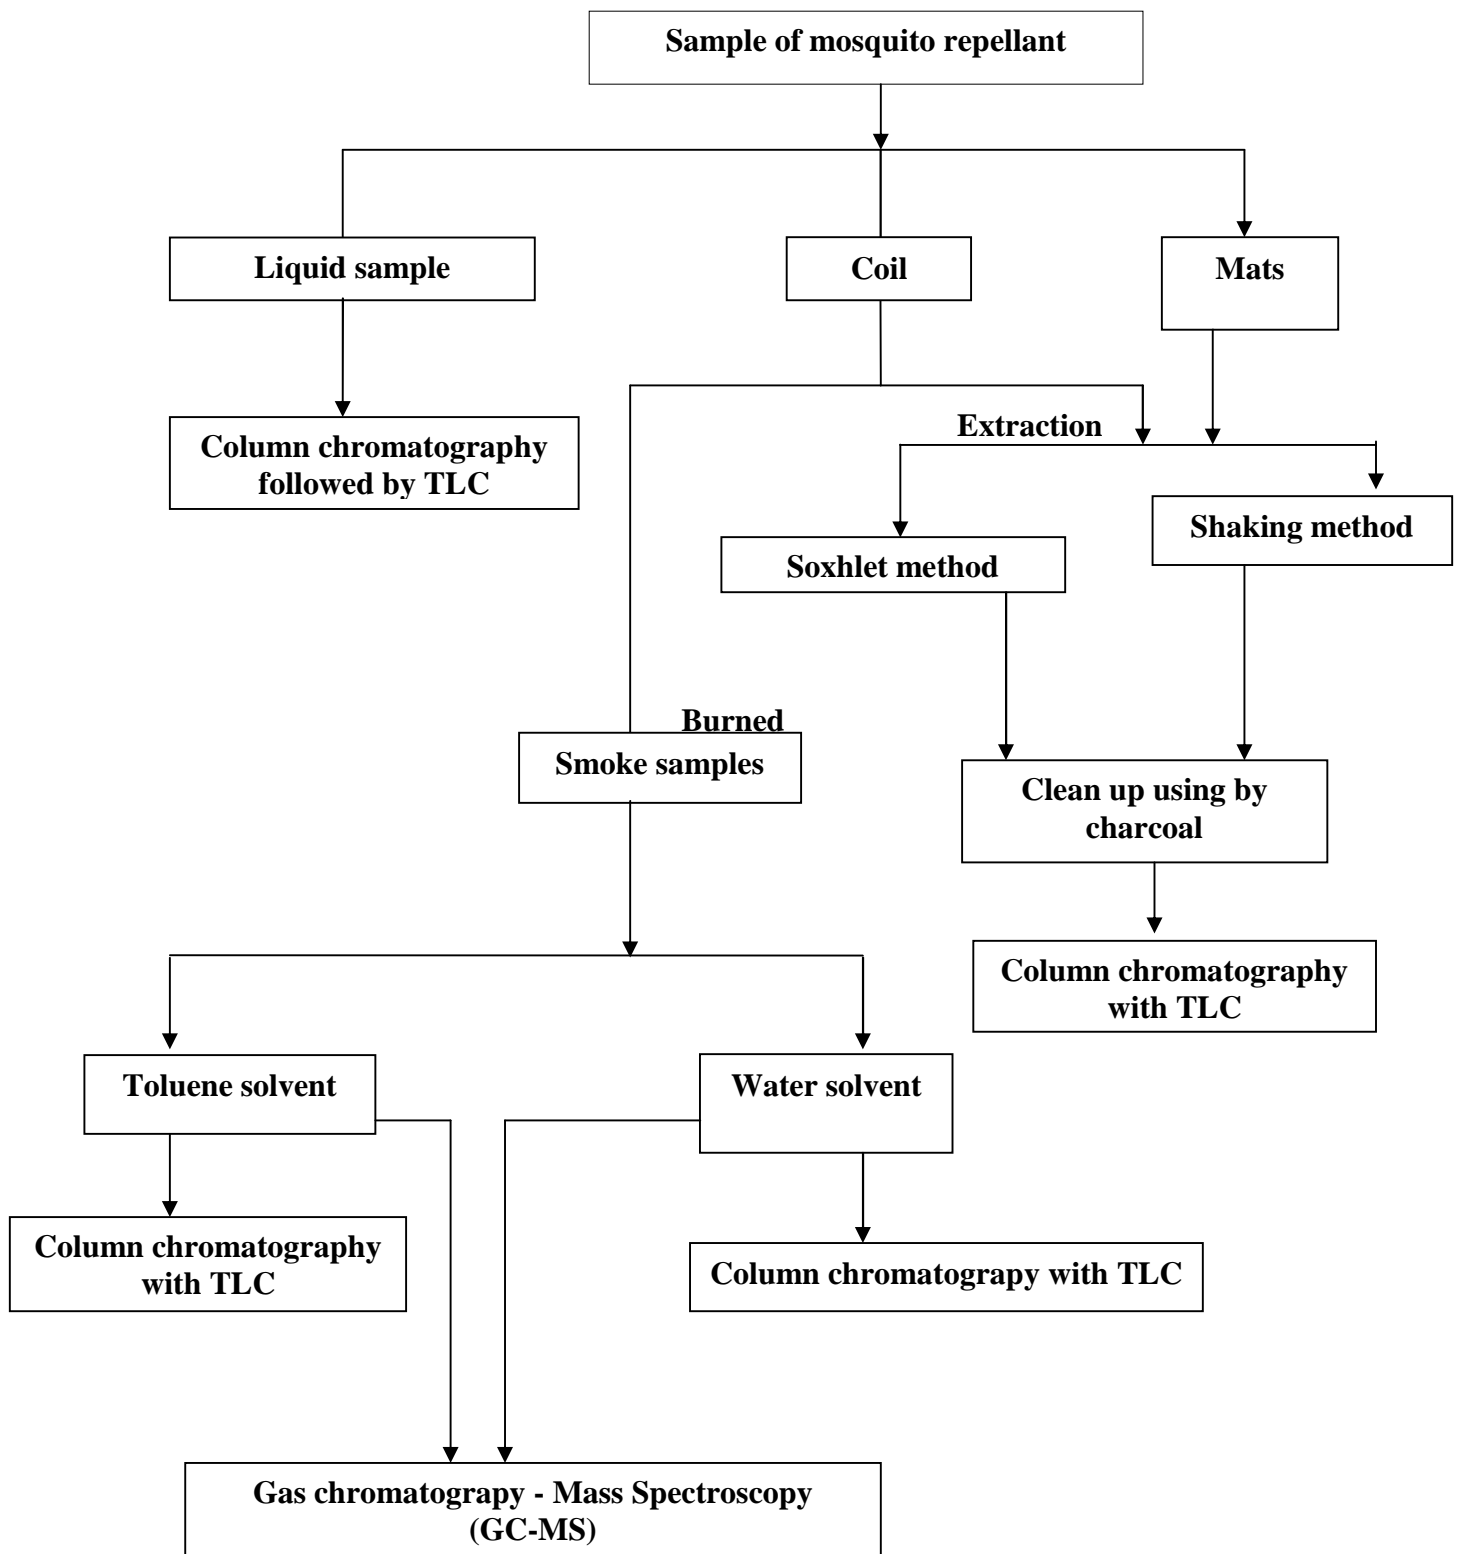 Sample of mosquito repellant
Liquid sample
Coil
Mats
Column chromatography
followed by TLC
Extraction
Shaking method
Soxhlet method
Burned
Smoke samples
Clean up using by
charcoal
Column chromatography
with TLC
Toluene solvent
Water solvent
Column chromatography
with TLC
Column chromatograpy with TLC
Gas chromatograpy - Mass Spectroscopy
(GC-MS)